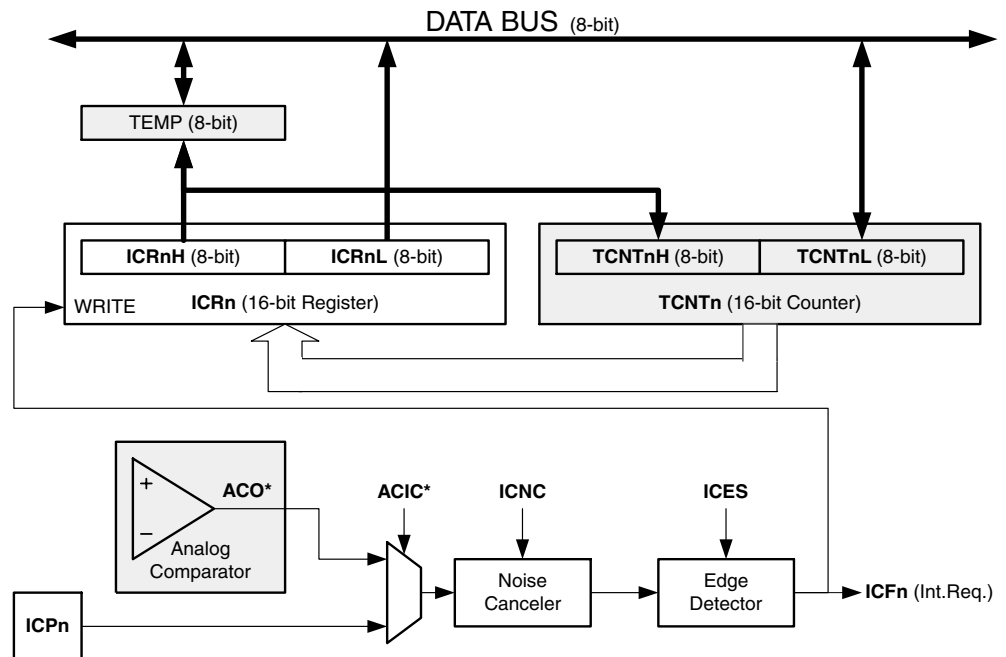 DATA BUS (8-bit)
TEMP (8-bit)
ICRnH (8-bit)
ICRnL (8-bit)
TCNTnH (8-bit)
TCNTnL (8-bit)
WRITE
ICRn (16-bit Register)
TCNTn (16-bit Counter)
+
−
ACO*
Analog
Comparator
ACIC*
ICNC
ICES
Noise
Canceler
Edge
Detector
ICFn (Int.Req.)
ICPn